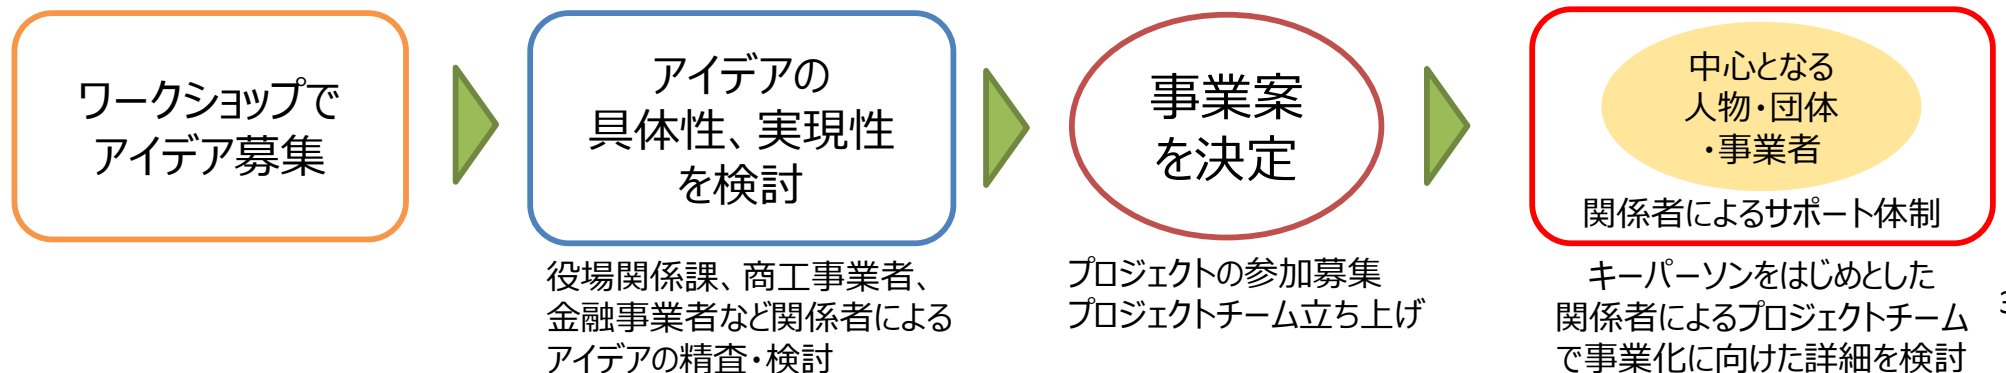 ワークショップで
アイデア募集
アイデアの
具体性、実現性
を検討
役場関係課、商工事業者、
金融事業者など関係者による
アイデアの精査・検討
事業案
を決定
プロジェクトの参加募集
プロジェクトチーム立ち上げ
中心となる
人物・団体
・事業者
関係者によるサポート体制
キーパーソンをはじめとした
関係者によるプロジェクトチーム
で事業化に向けた詳細を検討